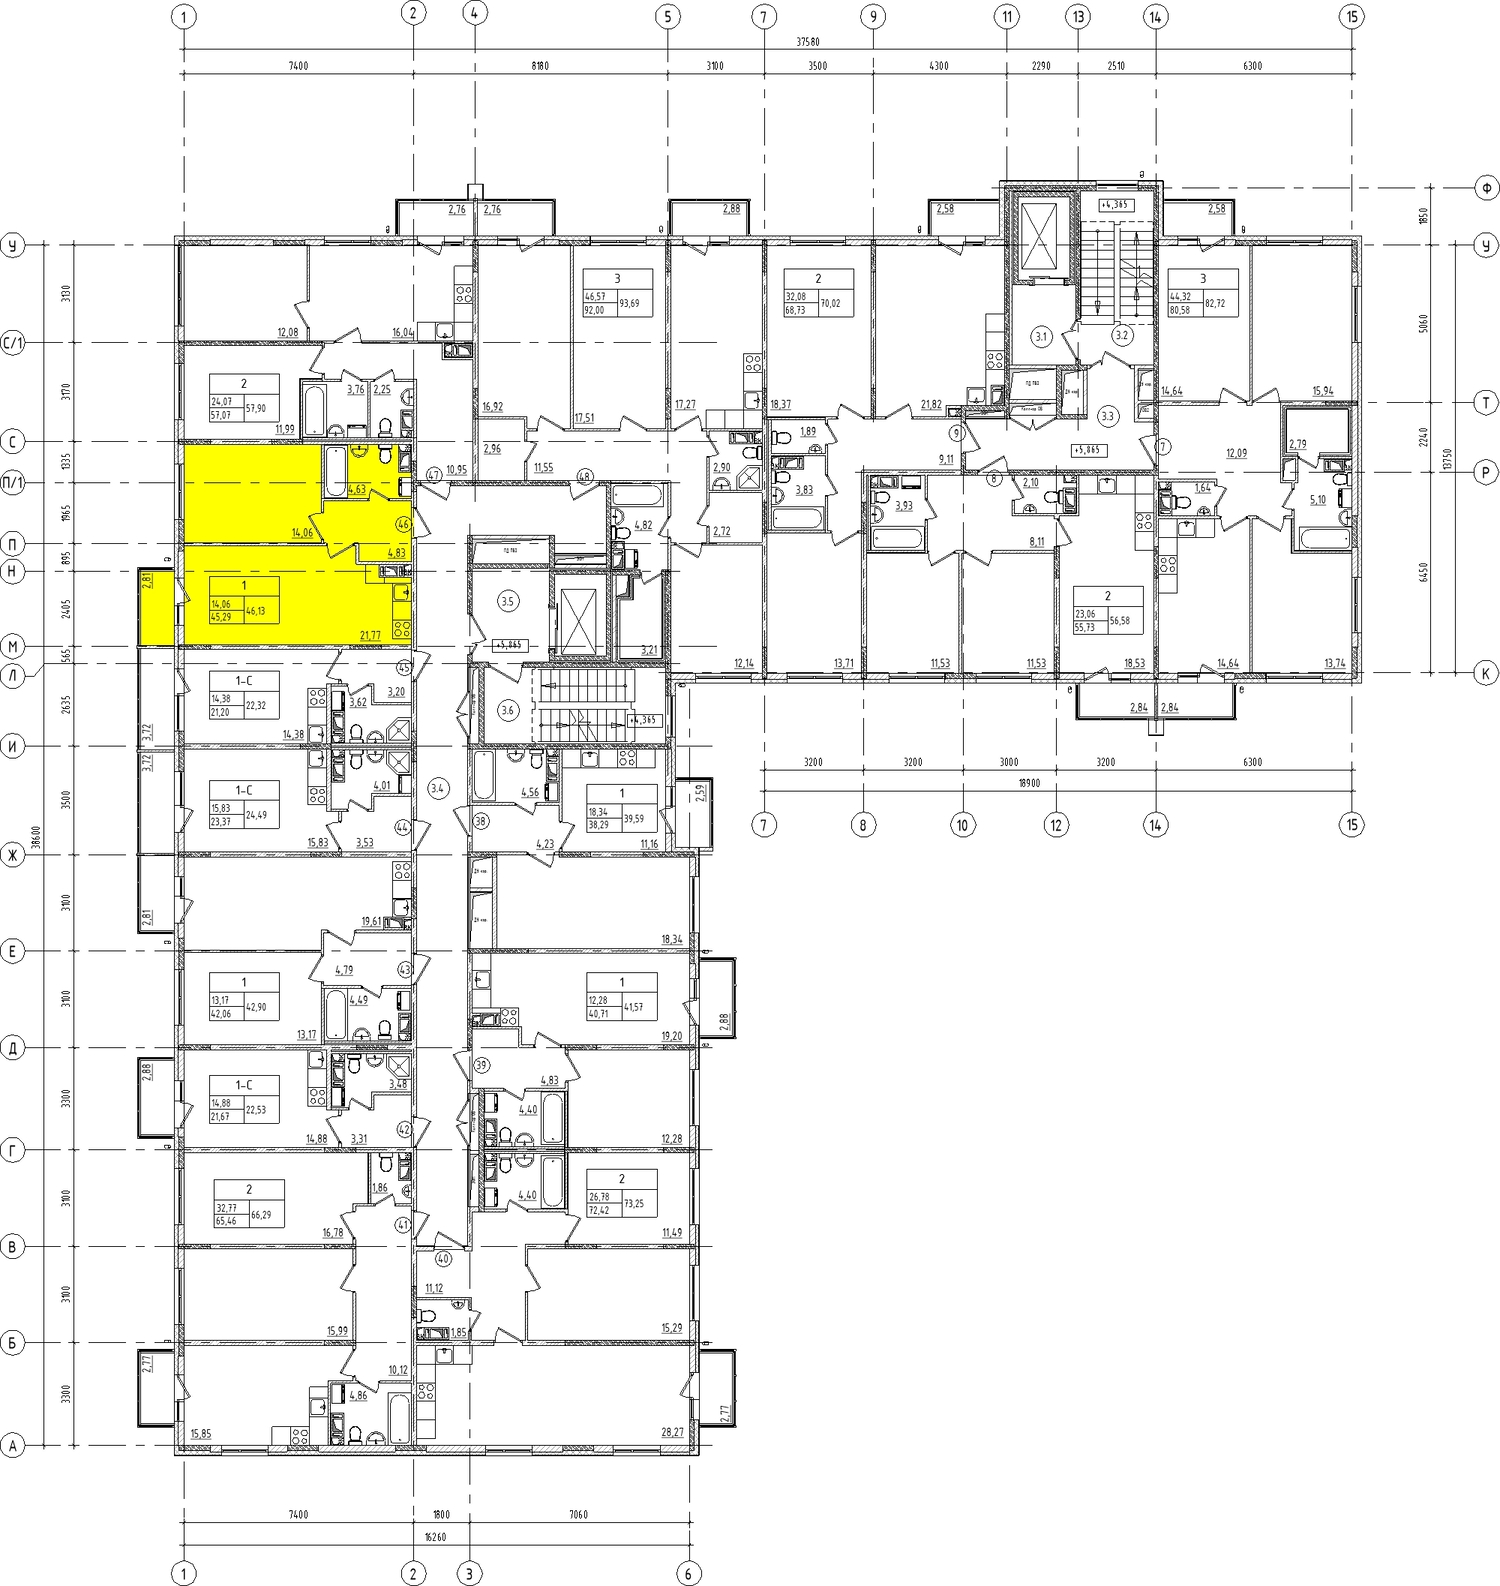 1 2 4 5 7 9 11 13 14 15
37580
7400 8180 3100 3500 4300 2290 2510 6300
Ф
1850
+4,365
2,76 2,76 2,88 2,58 2,58
У У
3130 5060 13750
3 2 3
46,57 93,69 32,08 70,02 44,32 82,72
92,00 68,73 80,58
12,08 16,04 3.1 3.2
С/1
3170
2 3,76 2,25
24,07 57,90
57,07
11,99
16,92 17,51 17,27 18,37 21,82 14,64 15,94
Т
3.3
2240
С
1335
2,96 11,55 2,90 1,89 9 9,11 +5,865 7 12,09 2,79
10,95
Р
П/1
4,63 47 48 3,83 3,93 8 2,10 1,64 5,10
1965
14,06 46 4,82 2,72 8,11
П
4,83
895
Н
2,81
1
14,06 46,13
45,29
21,77
2405
3.5
+5,865
2
23,06 56,58
55,73
6450
М
565
Л
45 3,21 12,14 13,71 11,53 11,53 18,53 14,64 13,74
К
1-С
14,38 22,32
21,20
3,62 3,20
14,38
3,72
2635
3.6
+4,365
2,84 2,84
И
3,72
3200 3200 3000 3200 6300
18900
1-С
15,83 24,49
23,37
4,01
15,83 3,53 44
3500
3.4
4,56
38 4,23
1
18,34 39,59
38,29
11,16
2,59
7 8 10 12 14 15
38600
Ж
3100
2,81
19,61
18,34
Е
4,79 43
1
13,17 42,90
42,06
4,49
13,17
3100
1
12,28 41,57
40,71
19,20
2,88
Д
39
4,83
2,88
1-С
14,88 22,53
21,67
3,48
14,88 3,31 42
3300
4,40
12,28
Г
2
32,77 66,29
65,46
1,86
16,78 41
3100
4,40
2
26,78 73,25
72,42
11,49
В
40
11,12
3100
15,99 1,85 15,29
Б
2,77
10,12
4,86
3300
15,85 28,27
2,77
А
7400 1800 7060
16260
1 2 3 6